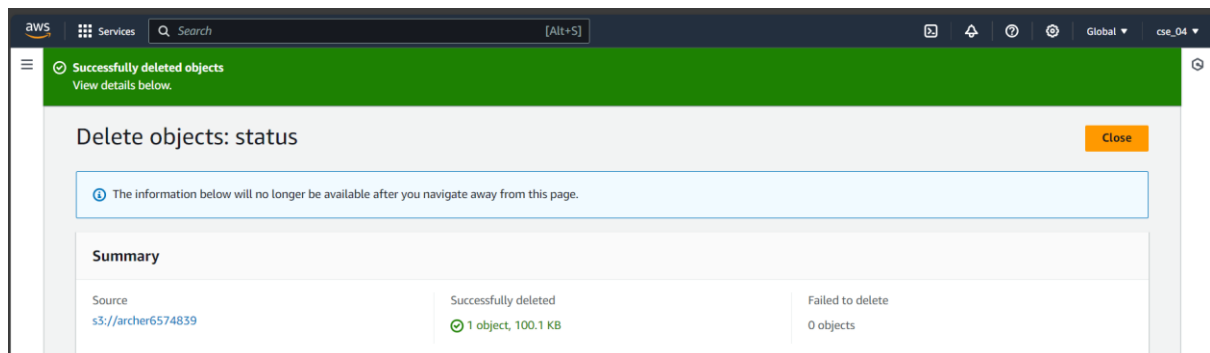 aws
Services
Search
[Alt+S]
Global
cse_04
Successfully deleted objects
View details below.
Delete objects: status
Close
The information below will no longer be available after you navigate away from this page.
Summary
Source
s3://archer6574839
Successfully deleted
1 object, 100.1 KB
Failed to delete
0 objects